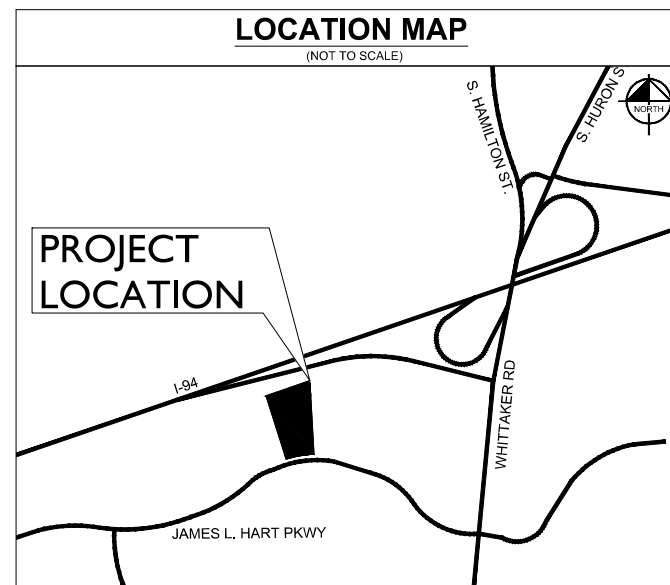 LOCATION MAP
(NOT TO SCALE)
S. HAMILTON ST.
S. HURON S
NORTH
PROJECT
LOCATION
I-94
WHITTAKER RD
JAMES L. HART PKWY